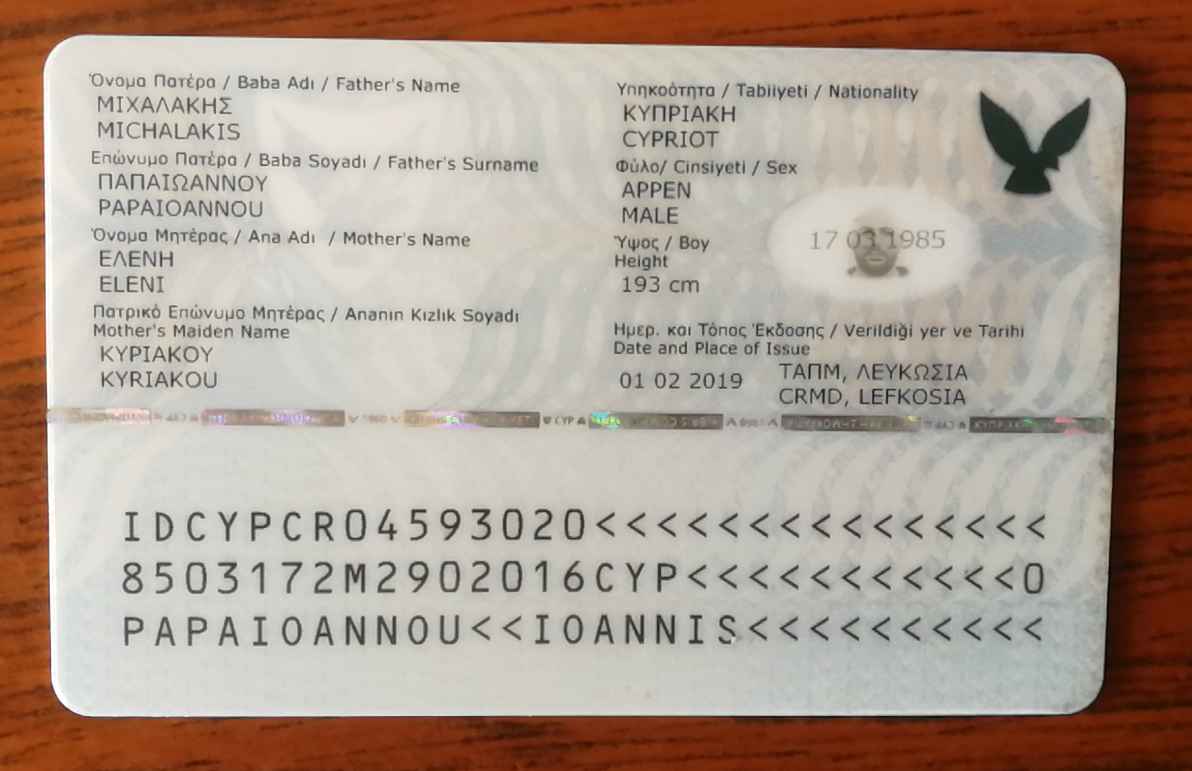 Όνομα Πατέρα / Baba Adı / Father's Name
ΜΙΧΑΛΑΚΗΣ
MICHALAKIS
Επώνυμο Πατέρα / Baba Soyadı / Father's Surname
ΠΑΠΑΙΩΑΝΝΟΥ
PAPAIOANNOU
Όνομα Μητέρας / Ana Adı / Mother's Name
ΕΛΕΝΗ
ELENI
Πατρικό Επώνυμο Μητέρας / Ananın Kızlık Soyadı
Mother's Maiden Name
ΚΥΡΙΑΚΟΥ
KYRIAKOU
Υπηκοότητα / Tabiiyeti / Nationality
ΚΥΠΡΙΑΚΗ
CYPRIOT
Φύλο/ Cinsiyeti / Sex
ΑΡΡΕΝ
MALE
Ύψος / Boy
Height
193 cm
17 03 1985
Ημερ. και Τόπος Έκδοσης / Verildiği yer ve Tarihi
Date and Place of Issue
01 02 2019
ΤΑΠΜ, ΛΕΥΚΩΣΙΑ
CRMD, LEFKOSIA
IDCYPCR04593020<<<<<<<<<<<<<<<
8503172M2902016CYP<<<<<<<<<<<0
PAPAIOANNOU<<IOANNIS<<<<<<<<<<